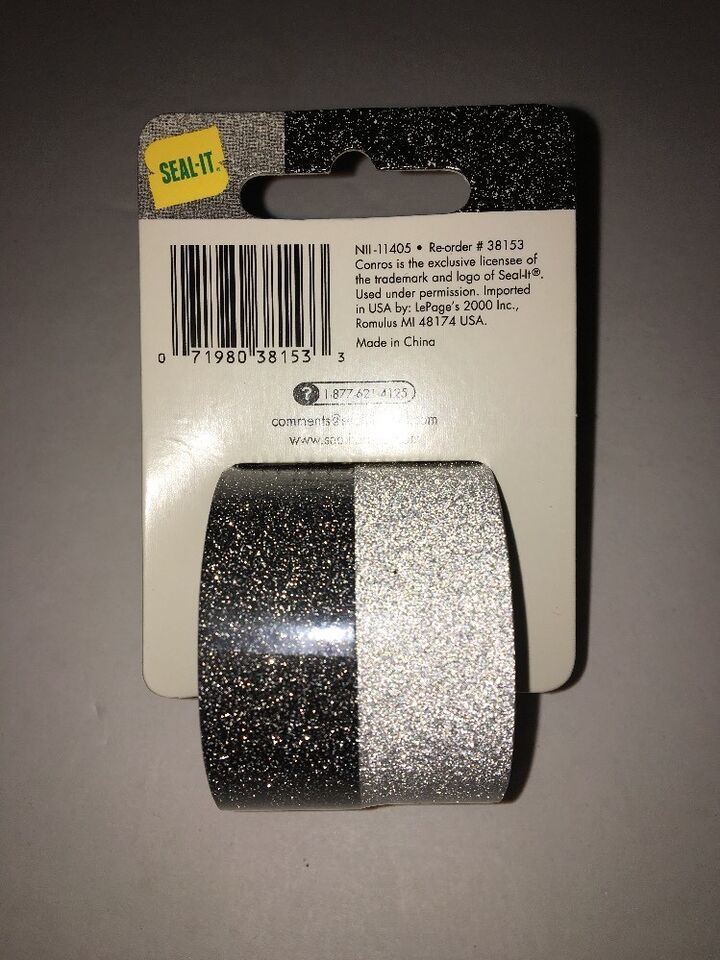 SEAL-IT
NII-11405 • Re-order # 38153
Conros is the exclusive licensee of
the trademark and logo of Seal-It®.
Used under permission. Imported
in USA by: LePage's 2000 Inc.,
Romulus MI 48174 USA.
Made in China
0 71980 38153 3
? 1-877-621-4125